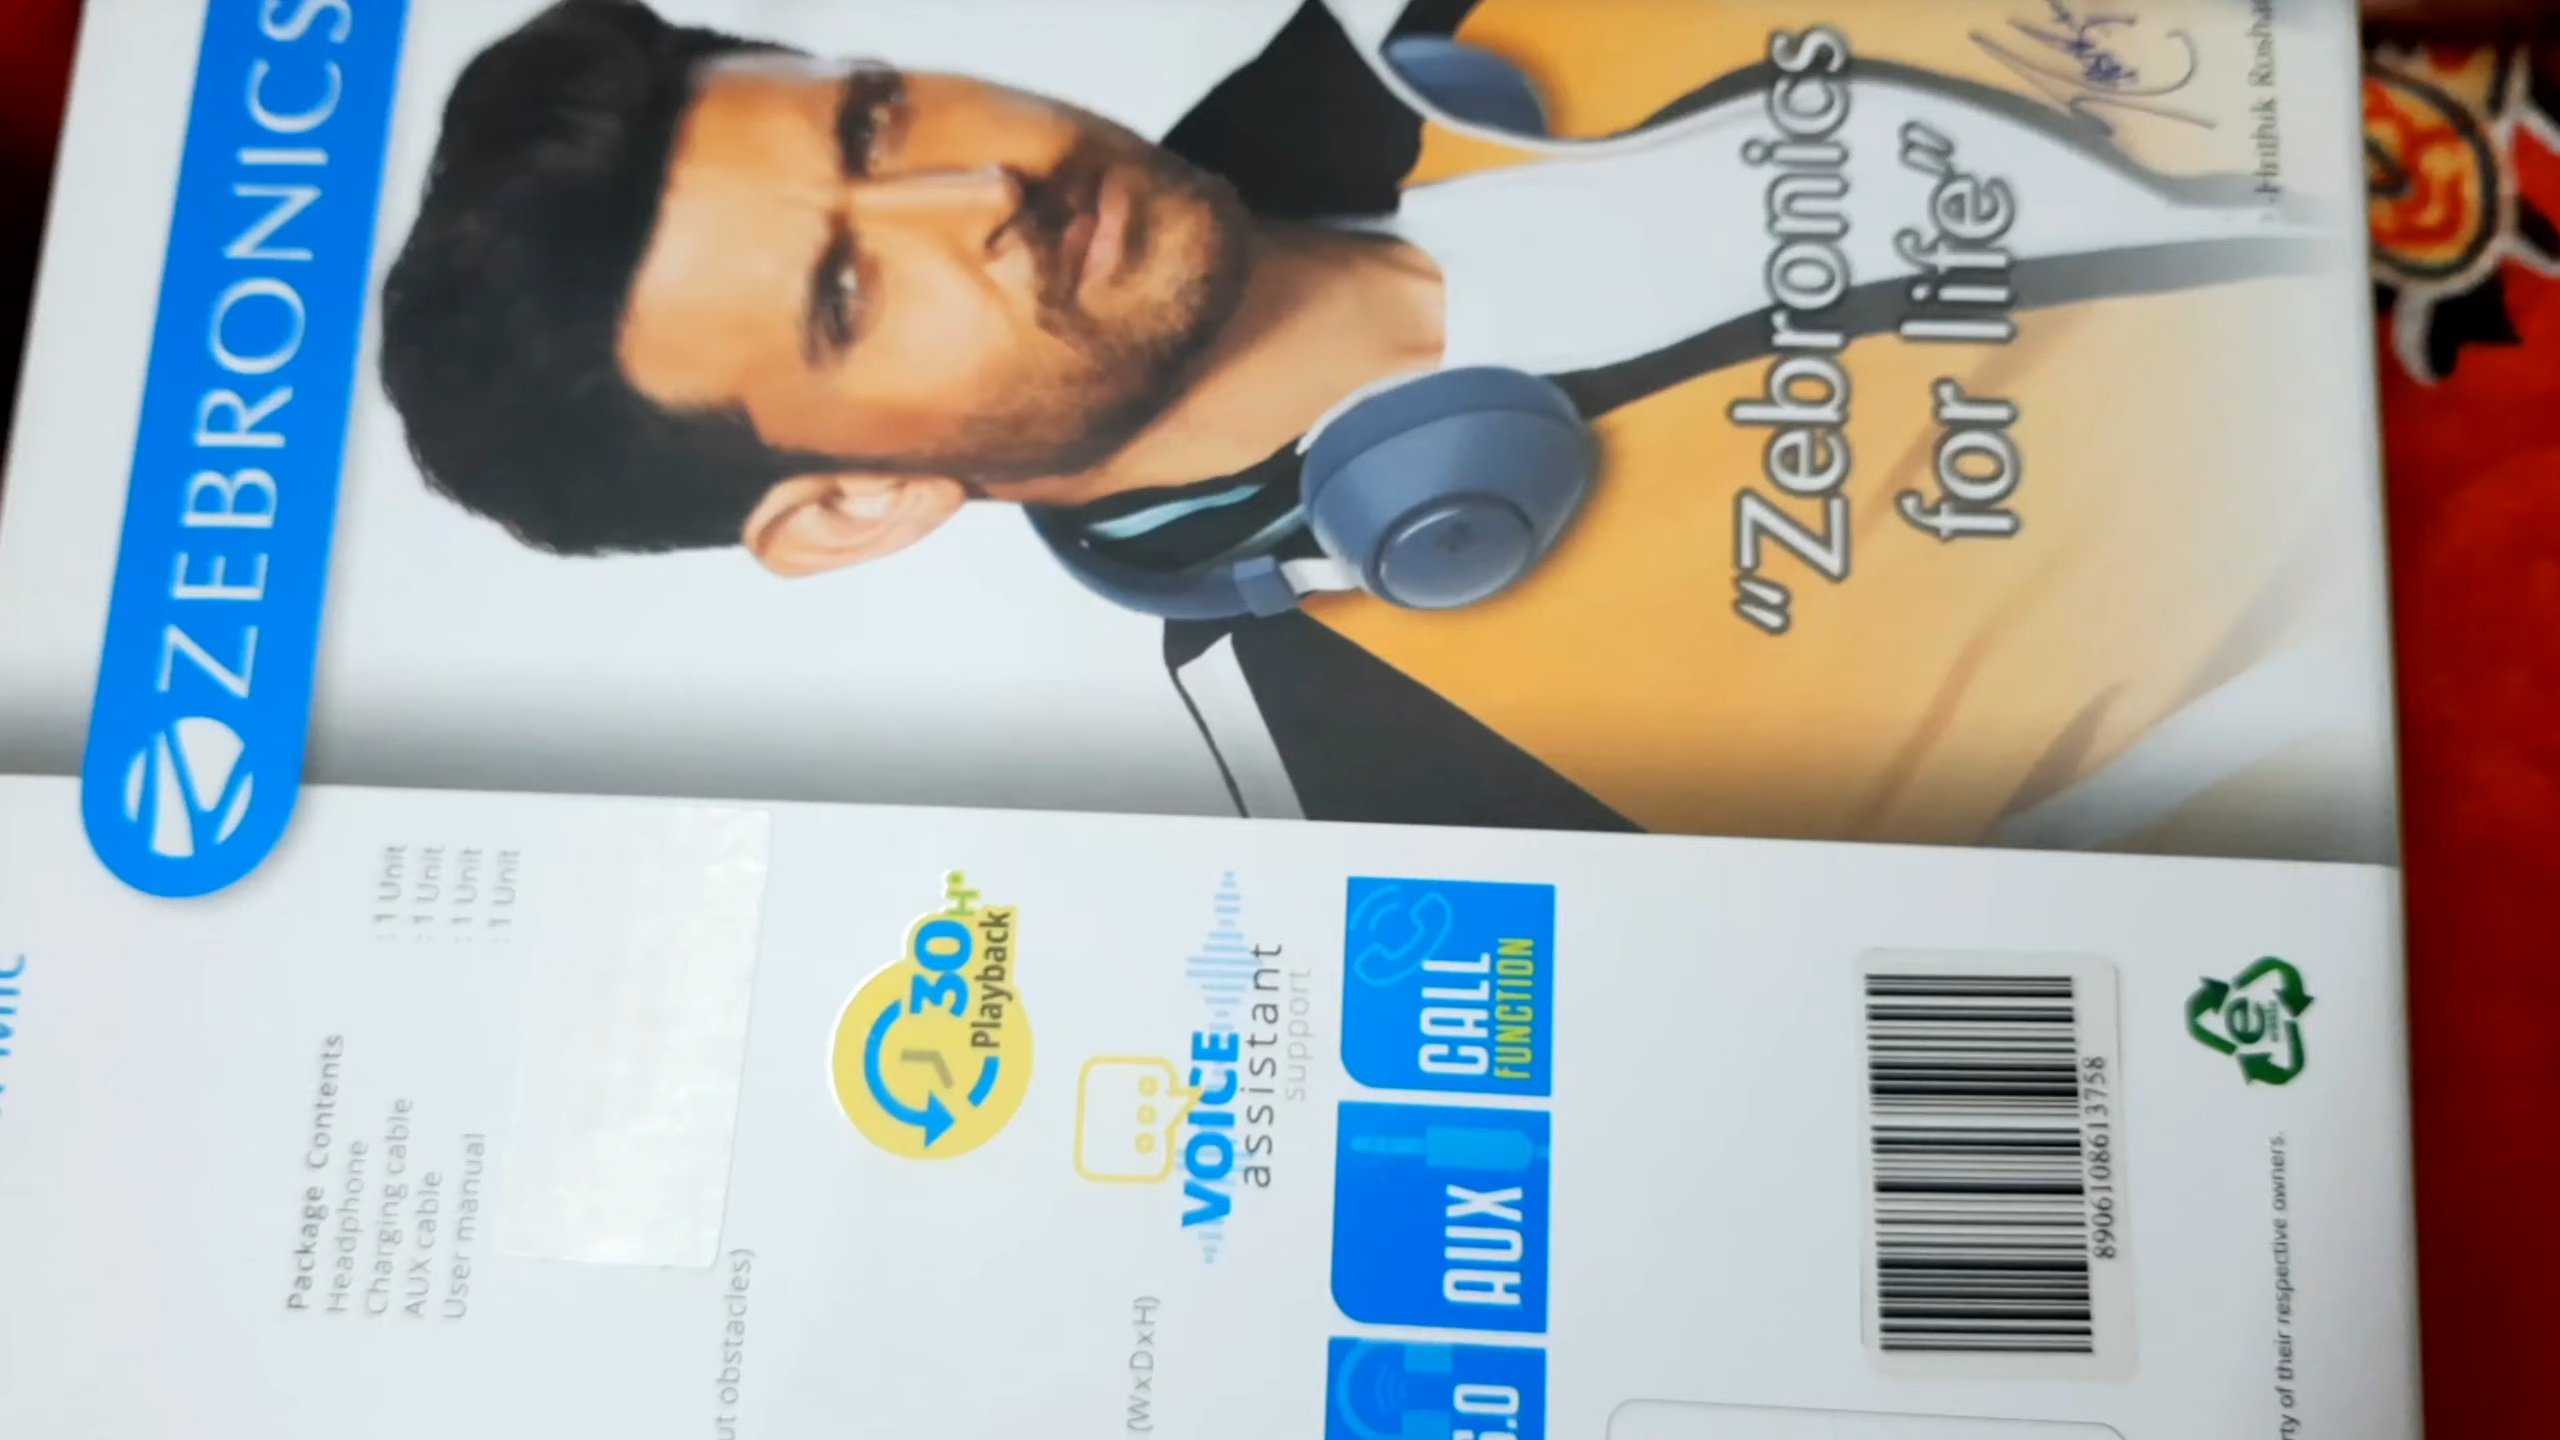 ZEBRONICS
"Zebronics
for life"
-Hrithik Roshan
Package Contents
Headphone : 1 Unit
Charging cable : 1 Unit
AUX cable : 1 Unit
User manual : 1 Unit
obstacles)
30H*
Playback
(WxDxH)
VOICE
assistant
support
CALL
FUNCTION
AUX
5.0
8906108613758
e
of their respective owners.